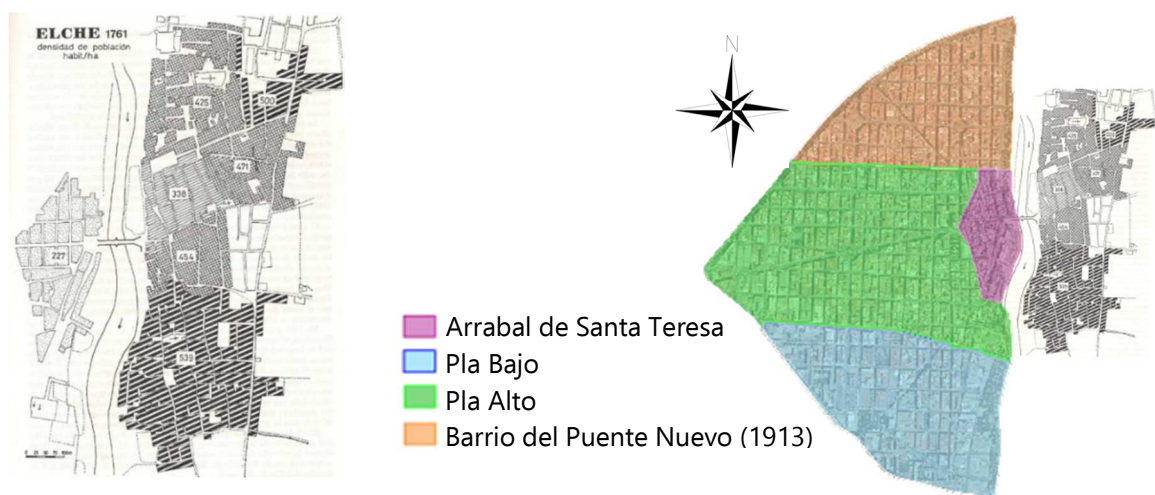 ELCHE 1761
densidad de población
habit/ha
425
500
471
338
227
454
539
N
Arrabal de Santa Teresa
Pla Bajo
Pla Alto
Barrio del Puente Nuevo (1913)